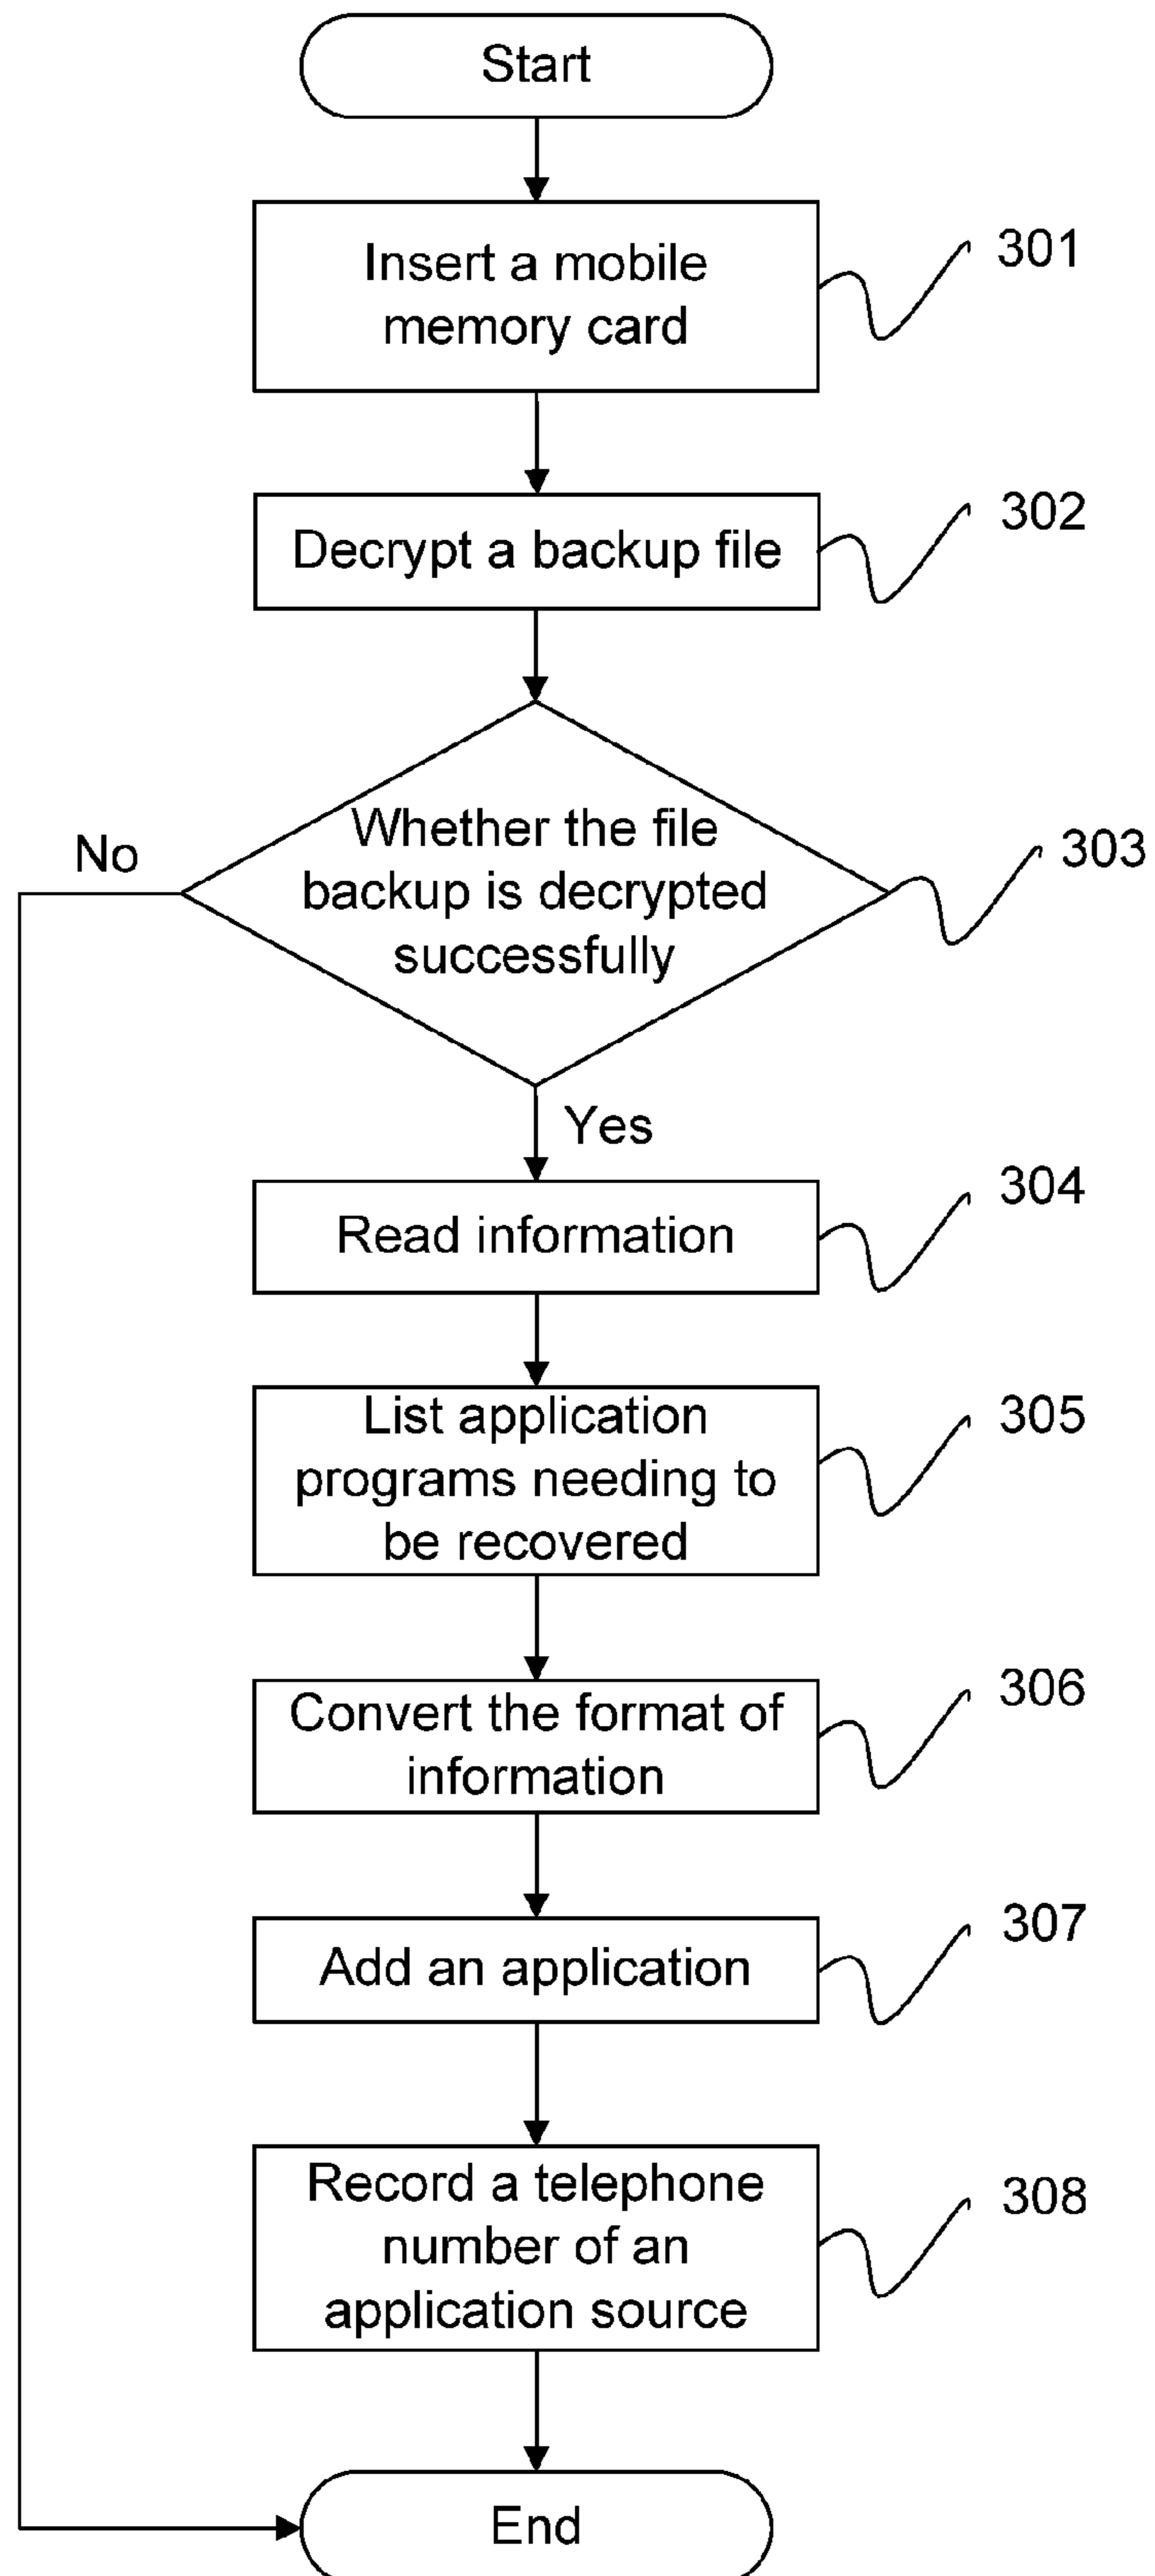 Start
Insert a mobile
memory card
301
Decrypt a backup file
302
Whether the file
backup is decrypted
successfully
303
No
Yes
Read information
304
List application
programs needing to
be recovered
305
Convert the format of
information
306
Add an application
307
Record a telephone
number of an
application source
308
End